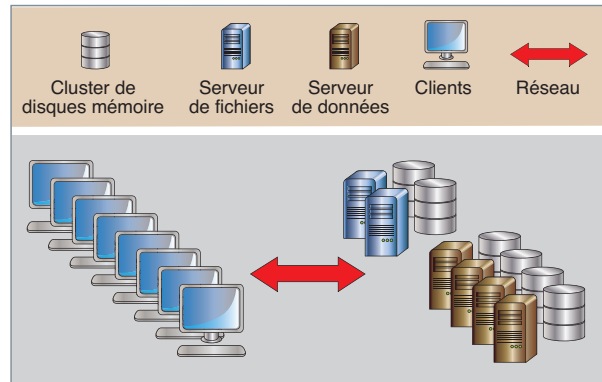 Cluster de
disques mémoire
Serveur
de fichiers
Serveur
de données
Clients
Réseau